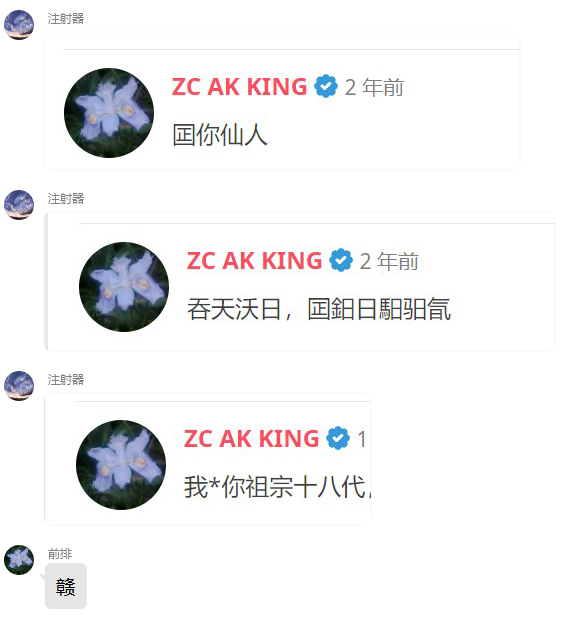 注射器
ZC AK KING 2 年前
囸你仙人
注射器
ZC AK KING 2 年前
吞天沃日，囸鈤日馹驲氜
注射器
ZC AK KING 1
我*你祖宗十八代，
前排
赣